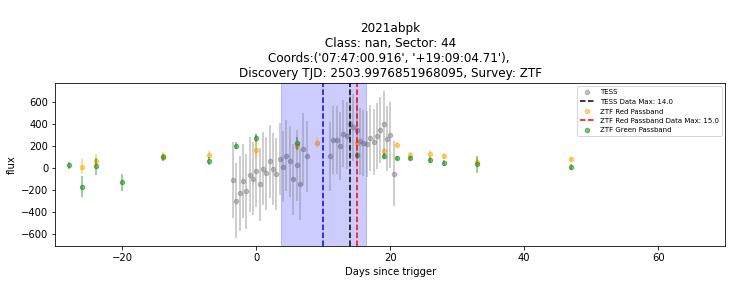 2021abpk
Class: nan, Sector: 44
Coords:('07:47:00.916', '+19:09:04.71'),
Discovery TJD: 2503.9976851968095, Survey: ZTF
TESS
TESS Data Max: 14.0
ZTF Red Passband
ZTF Red Passband Data Max: 15.0
ZTF Green Passband
flux
600
400
200
0
−200
−400
−600
−20
0
20
40
60
Days since trigger